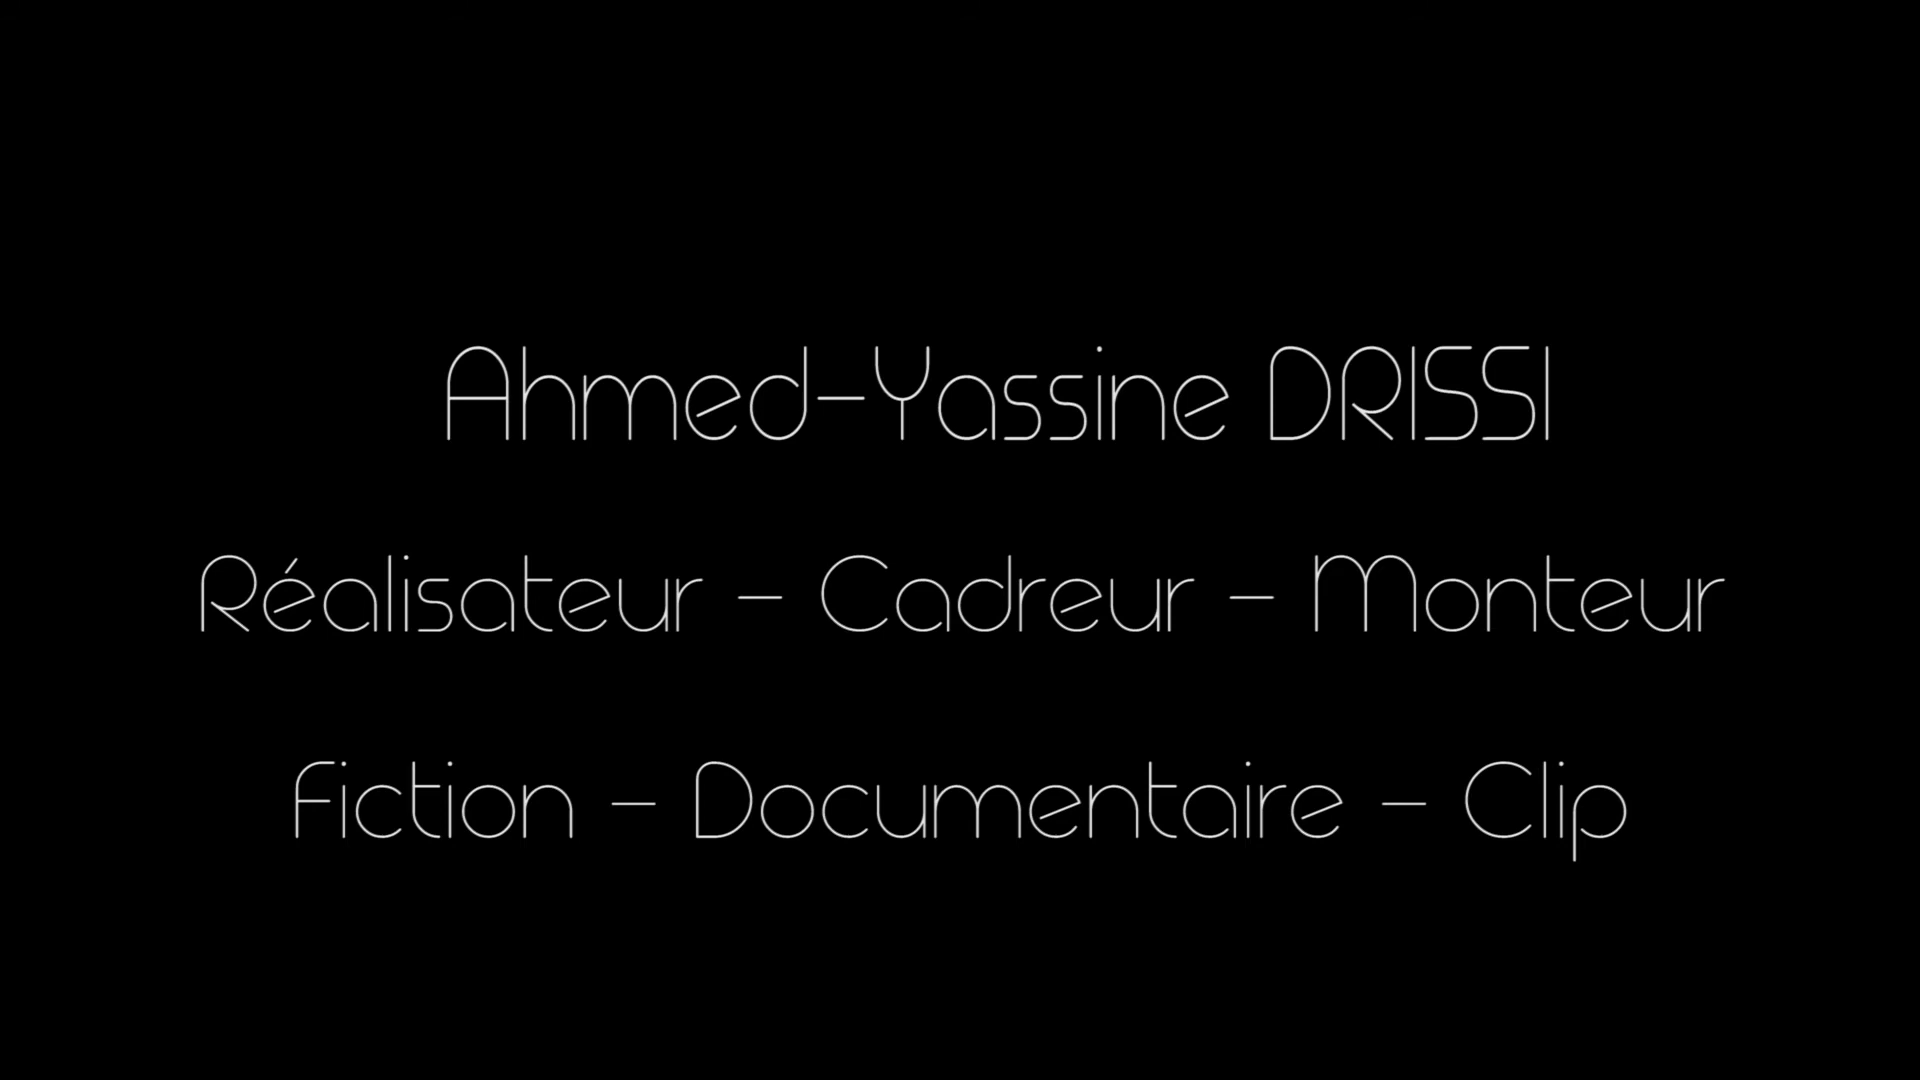 Ahmed-Yassine DRISSI
Réalisateur - Cadreur - Monteur
Fiction - Documentaire - Clip